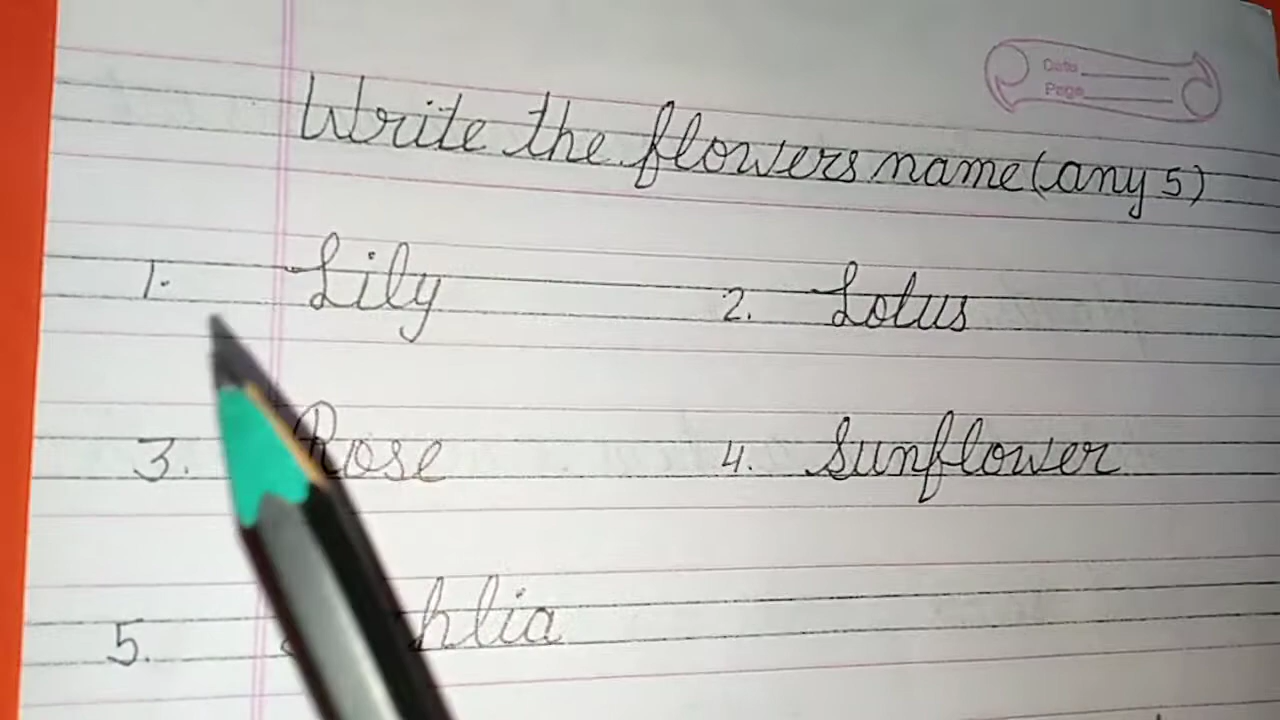 Date
Page
Write the flowers name (any 5)
1. Lily 2. Lotus
3. Rose 4. Sunflower
5.